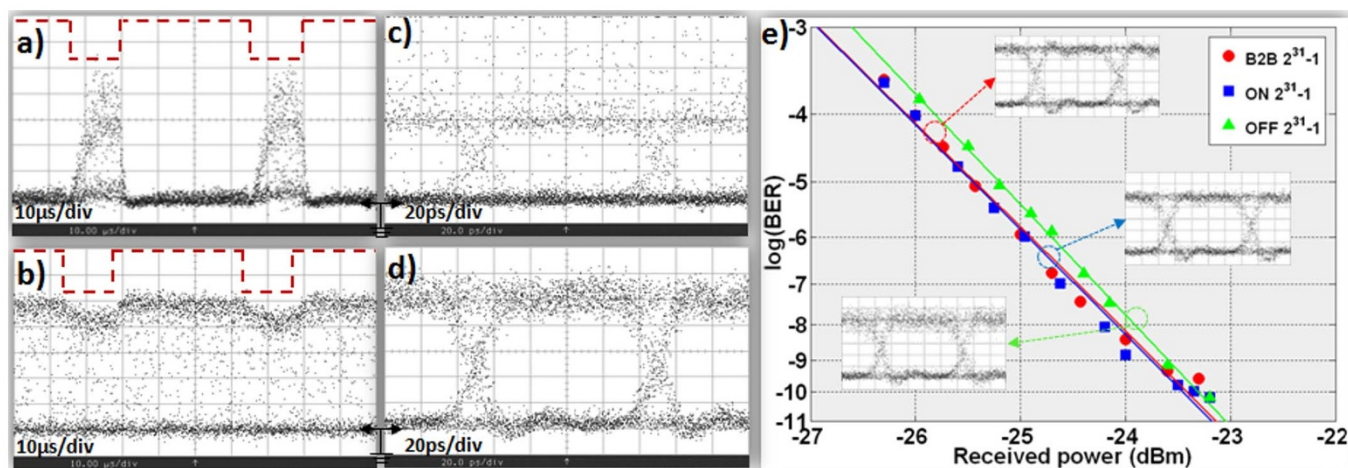 a)
10µs/div
10.00 µs/div
c)
20ps/div
20.0 ps/div
b)
10µs/div
10.00 µs/div
d)
20ps/div
20.0 ps/div
e)
log(BER)
-3
-4
-5
-6
-7
-8
-9
-10
-11
B2B 2³¹-1
ON 2³¹-1
OFF 2³¹-1
-27 -26 -25 -24 -23 -22
Received power (dBm)